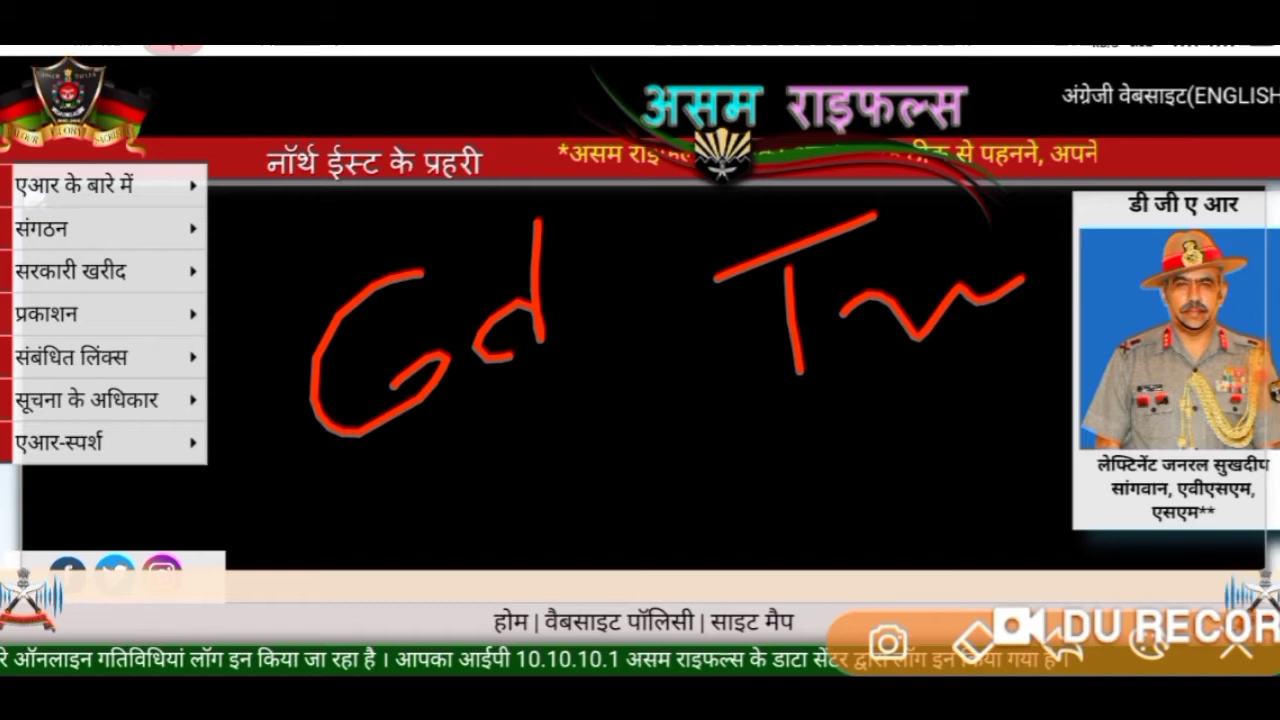 असम राइफल्स
अंग्रेजी वेबसाइट(ENGLISH
नॉर्थ ईस्ट के प्रहरी
*असम से पहनने, अपने
एआर के बारे में
संगठन
सरकारी खरीद
प्रकाशन
संबंधित लिंक्स
सूचना के अधिकार
एआर-स्पर्श
Gd
डी जी ए आर
लेफ्टिनेंट जनरल सुखदीप
सांगवान, एवीएसएम,
एसएम**
होम | वैबसाइट पॉलिसी | साइट मैप
DU RECOR
रे ऑनलाइन गतिविधियां लॉग इन किया जा रहा है । आपका आईपी 10.10.10.1 असम राइफल्स के डाटा सेंटर द्वारा लॉग इन किया गया है ।